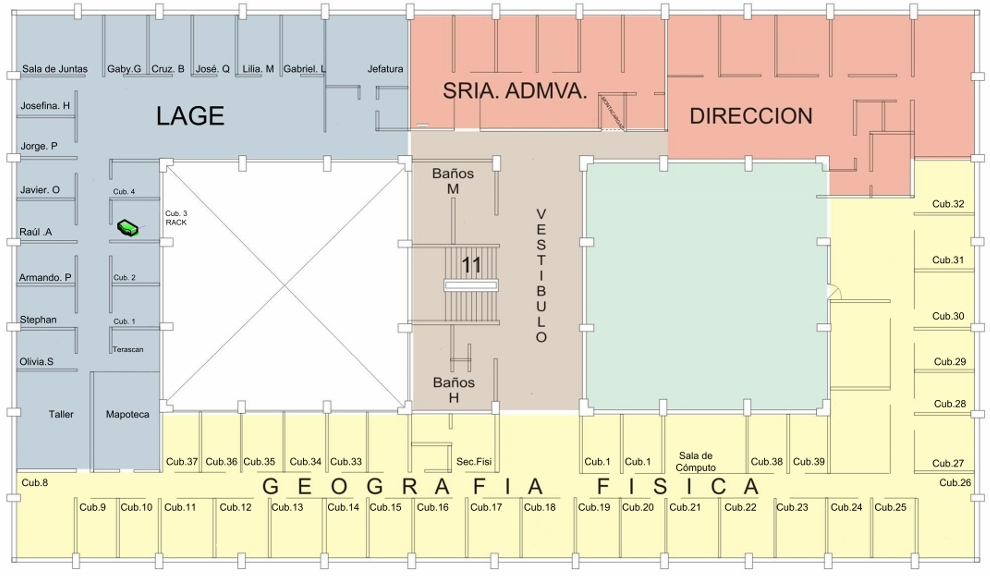 Sala de Juntas
Gaby.G
Cruz. B
José. Q
Lilia. M
Gabriel. L
Jefatura
SRIA. ADMVA.
MONTACARGAS
DIRECCION
Josefina. H
LAGE
Jorge. P
Javier. O
Cub. 4
Baños
M
Cub. 3
RACK
VESTIBULO
Cub.32
Raúl .A
Armando. P
Cub. 2
11
Cub.31
Stephan
Cub. 1
Cub.30
Terascan
Olivia.S
Cub.29
Baños
H
Taller
Mapoteca
Cub.28
Cub.37
Cub.36
Cub.35
Cub.34
Cub.33
Sec.Fisi
Cub.1
Cub.1
Sala de
Cómputo
Cub.38
Cub.39
Cub.27
Cub.8
GEOGRAFIA FISICA
Cub.26
Cub.9
Cub.10
Cub.11
Cub.12
Cub.13
Cub.14
Cub.15
Cub.16
Cub.17
Cub.18
Cub.19
Cub.20
Cub.21
Cub.22
Cub.23
Cub.24
Cub.25